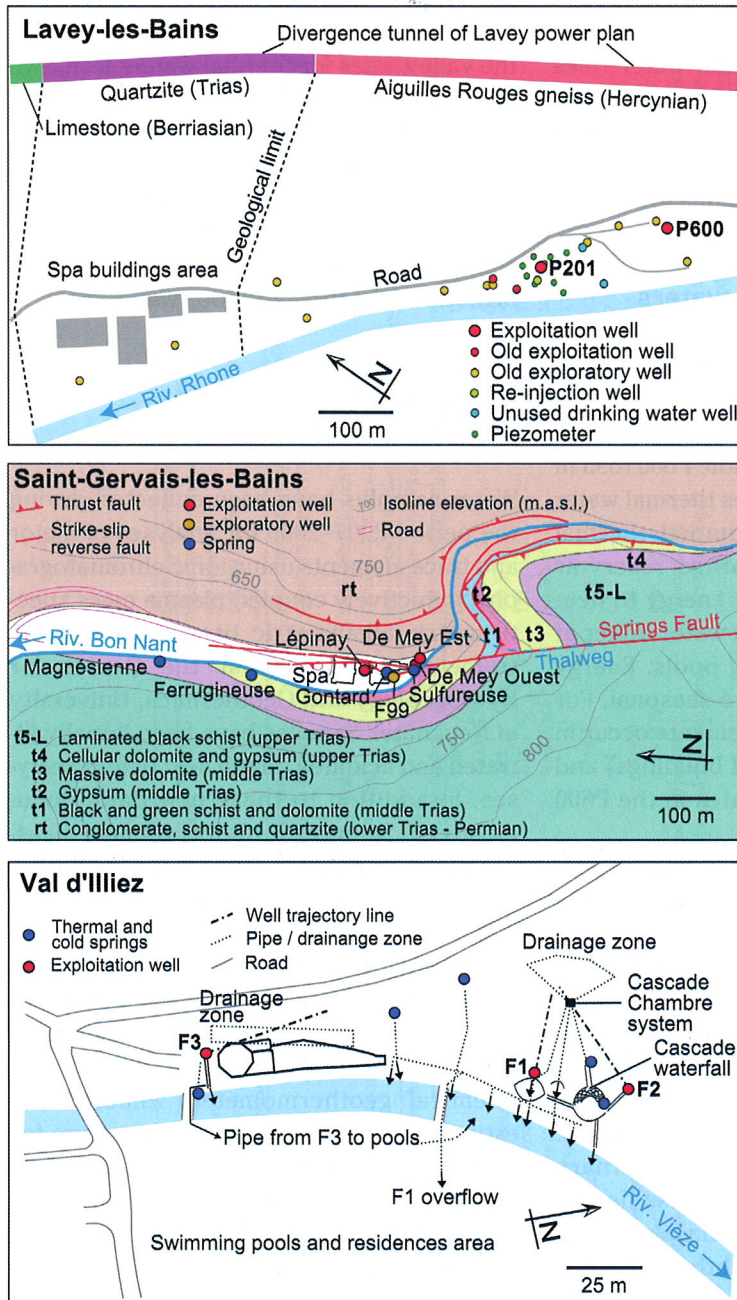 Lavey-les-Bains
Divergence tunnel of Lavey power plan
Quartzite (Trias)
Aiguilles Rouges gneiss (Hercynian)
Limestone (Berriasian)
Geological limit
P600
Spa buildings area
Road
P201
Riv. Rhone
N
100 m
Exploitation well
Old exploitation well
Old exploratory well
Re-injection well
Unused drinking water well
Piezometer
Saint-Gervais-les-Bains
Thrust fault
Strike-slip
reverse fault
Exploitation well
Exploratory well
Spring
700
Isoline elevation (m.a.s.l.)
Road
650
750
rt
t2
t4
t5-L
t1
t3
Springs Fault
Thalweg
Riv. Bon Nant
Lépinay
De Mey Est
Magnésienne
Spa
De Mey Ouest
Ferrugineuse
Gontard
Sulfureuse
F99
750
800
N
100 m
t5-L Laminated black schist (upper Trias)
t4 Cellular dolomite and gypsum (upper Trias)
t3 Massive dolomite (middle Trias)
t2 Gypsum (middle Trias)
t1 Black and green schist and dolomite (middle Trias)
rt Conglomerate, schist and quartzite (lower Trias - Permian)
Val d'Illiez
Thermal and
cold springs
Exploitation well
Well trajectory line
Pipe / drainange zone
Road
Drainage zone
Cascade
Chambre
system
Drainage
zone
F3
F1
Cascade
waterfall
F2
Pipe from F3 to pools
F1 overflow
Riv. Vièze
N
Swimming pools and residences area
25 m